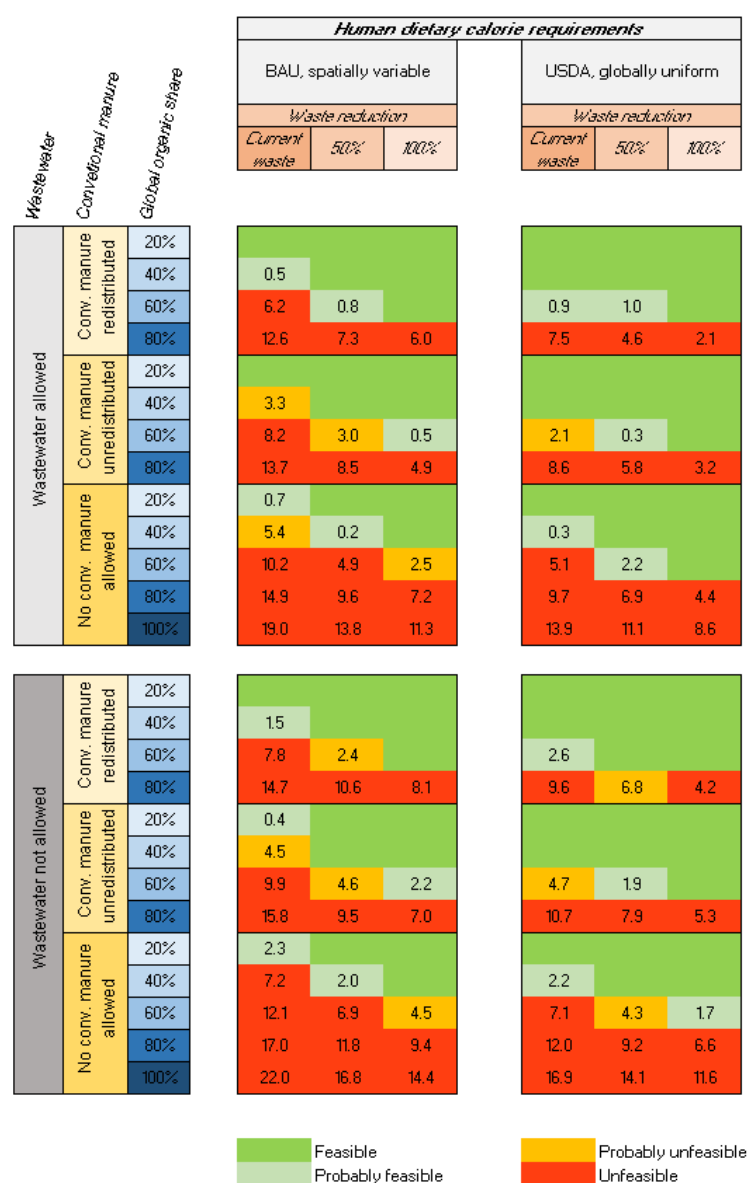 Human dietary calorie requirements
BAU, spatially variable USDA, globally uniform
Waste reduction Waste reduction
Current waste 50% 100% Current waste 50% 100%
Wastewater Convetional manure Global organic share
Wastewater allowed
Conv. manure redistributed
20%
40% 0.5
60% 6.2 0.8 0.9 1.0
80% 12.6 7.3 6.0 7.5 4.6 2.1
Conv. manure unredistributed
20%
40% 3.3
60% 8.2 3.0 0.5 2.1 0.3
80% 13.7 8.5 4.9 8.6 5.8 3.2
No conv. manure allowed
20% 0.7
40% 5.4 0.2 0.3
60% 10.2 4.9 2.5 5.1 2.2
80% 14.9 9.6 7.2 9.7 6.9 4.4
100% 19.0 13.8 11.3 13.9 11.1 8.6
Wastewater not allowed
Conv. manure redistributed
20%
40% 1.5
60% 7.8 2.4 2.6
80% 14.7 10.6 8.1 9.6 6.8 4.2
Conv. manure unredistributed
20% 0.4
40% 4.5
60% 9.9 4.6 2.2 4.7 1.9
80% 15.8 9.5 7.0 10.7 7.9 5.3
No conv. manure allowed
20% 2.3
40% 7.2 2.0 2.2
60% 12.1 6.9 4.5 7.1 4.3 1.7
80% 17.0 11.8 9.4 12.0 9.2 6.6
100% 22.0 16.8 14.4 16.9 14.1 11.6
Feasible Probably unfeasible
Probably feasible Unfeasible